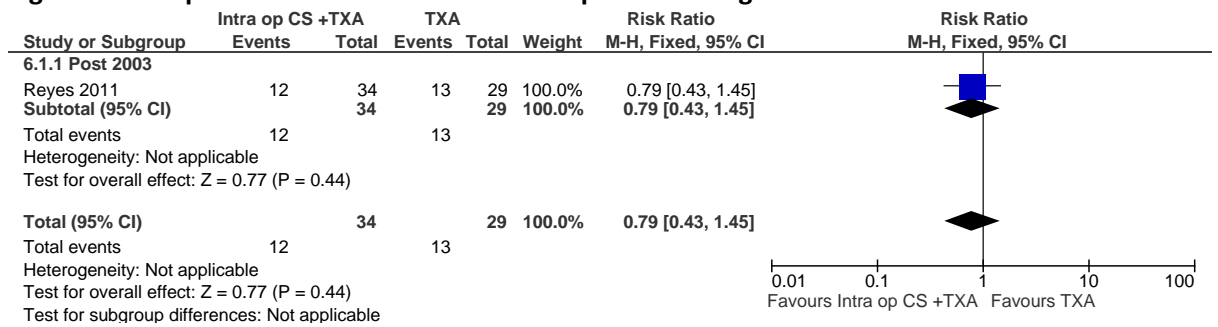 Intra op CS +TXA TXA Risk Ratio Risk Ratio
Study or Subgroup Events Total Events Total Weight M-H, Fixed, 95% CI M-H, Fixed, 95% CI
6.1.1 Post 2003
Reyes 2011 12 34 13 29 100.0% 0.79 [0.43, 1.45]
Subtotal (95% CI) 34 29 100.0% 0.79 [0.43, 1.45]
Total events 12 13
Heterogeneity: Not applicable
Test for overall effect: Z = 0.77 (P = 0.44)
Total (95% CI) 34 29 100.0% 0.79 [0.43, 1.45]
Total events 12 13
Heterogeneity: Not applicable
Test for overall effect: Z = 0.77 (P = 0.44)
Test for subgroup differences: Not applicable
0.01 0.1 1 10 100
Favours Intra op CS +TXA Favours TXA